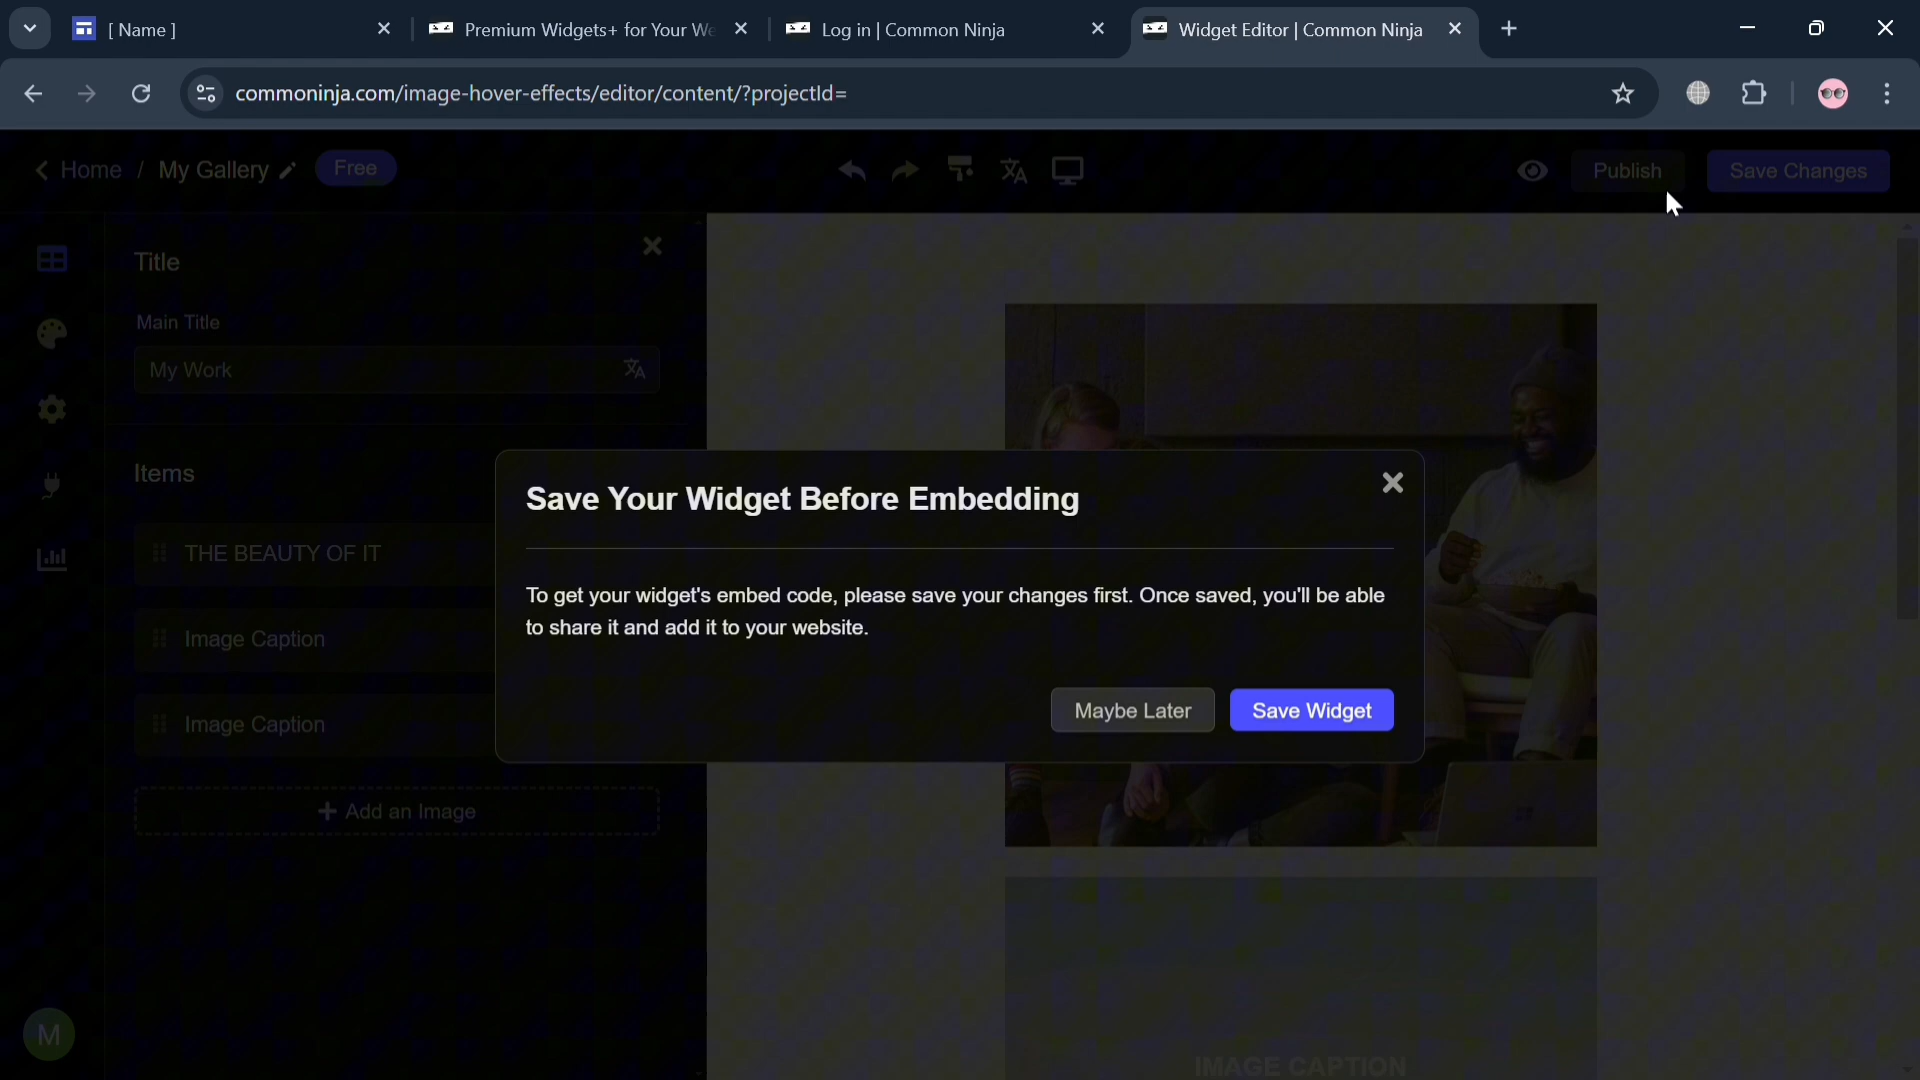 [ Name ]
Premium Widgets+ for Your We
Log in | Common Ninja
Widget Editor | Common Ninja
commoninja.com/image-hover-effects/editor/content/?projectId=
Home / My Gallery
Free
Publish
Save Changes
Title
Main Title
My Work
Items
THE BEAUTY OF IT
Image Caption
Image Caption
Add an Image
Save Your Widget Before Embedding
To get your widget's embed code, please save your changes first. Once saved, you'll be able
to share it and add it to your website.
Maybe Later
Save Widget
IMAGE CAPTION
M